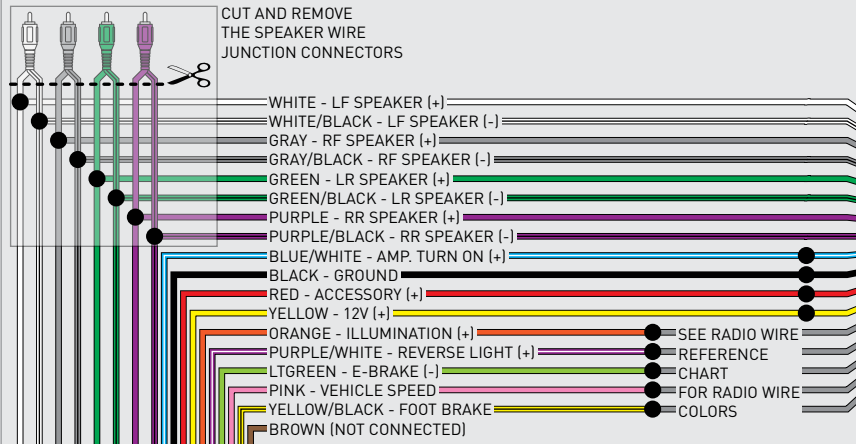 CUT AND REMOVE
THE SPEAKER WIRE
JUNCTION CONNECTORS
WHITE - LF SPEAKER (+)
WHITE/BLACK - LF SPEAKER (-)
GRAY - RF SPEAKER (+)
GRAY/BLACK - RF SPEAKER (-)
GREEN - LR SPEAKER (+)
GREEN/BLACK - LR SPEAKER (-)
PURPLE - RR SPEAKER (+)
PURPLE/BLACK - RR SPEAKER (-)
BLUE/WHITE - AMP. TURN ON (+)
BLACK - GROUND
RED - ACCESSORY (+)
YELLOW - 12V (+)
ORANGE - ILLUMINATION (+)
PURPLE/WHITE - REVERSE LIGHT (+)
LTGREEN - E-BRAKE (-)
PINK - VEHICLE SPEED
YELLOW/BLACK - FOOT BRAKE
BROWN (NOT CONNECTED)
SEE RADIO WIRE
REFERENCE
CHART
FOR RADIO WIRE
COLORS